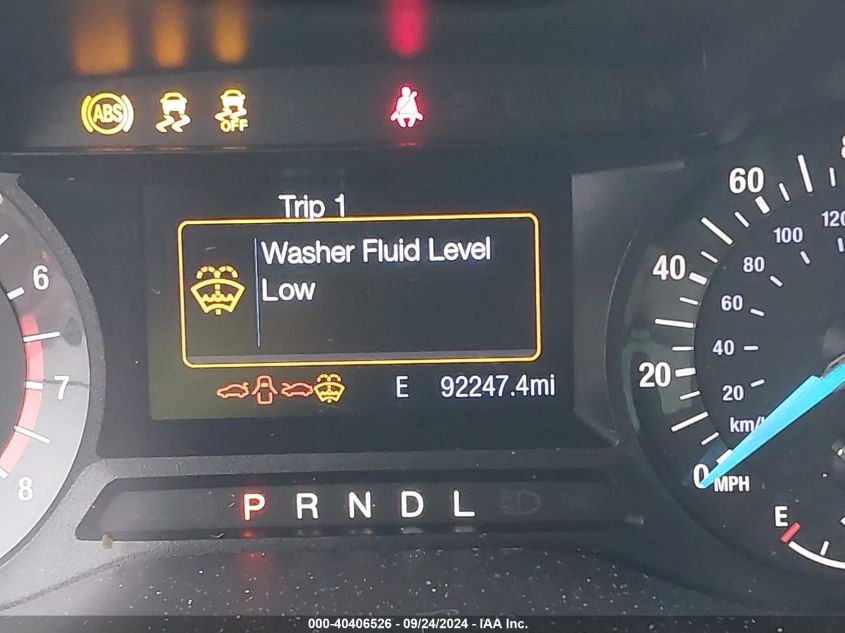 ABS
OFF
Trip 1
Washer Fluid Level
Low
E 92247.4mi
P R N D L
6
7
8
60
40
20
0 MPH
120
100
80
60
40
20
km/
E
000-40406526 - 09/24/2024 - IAA Inc.